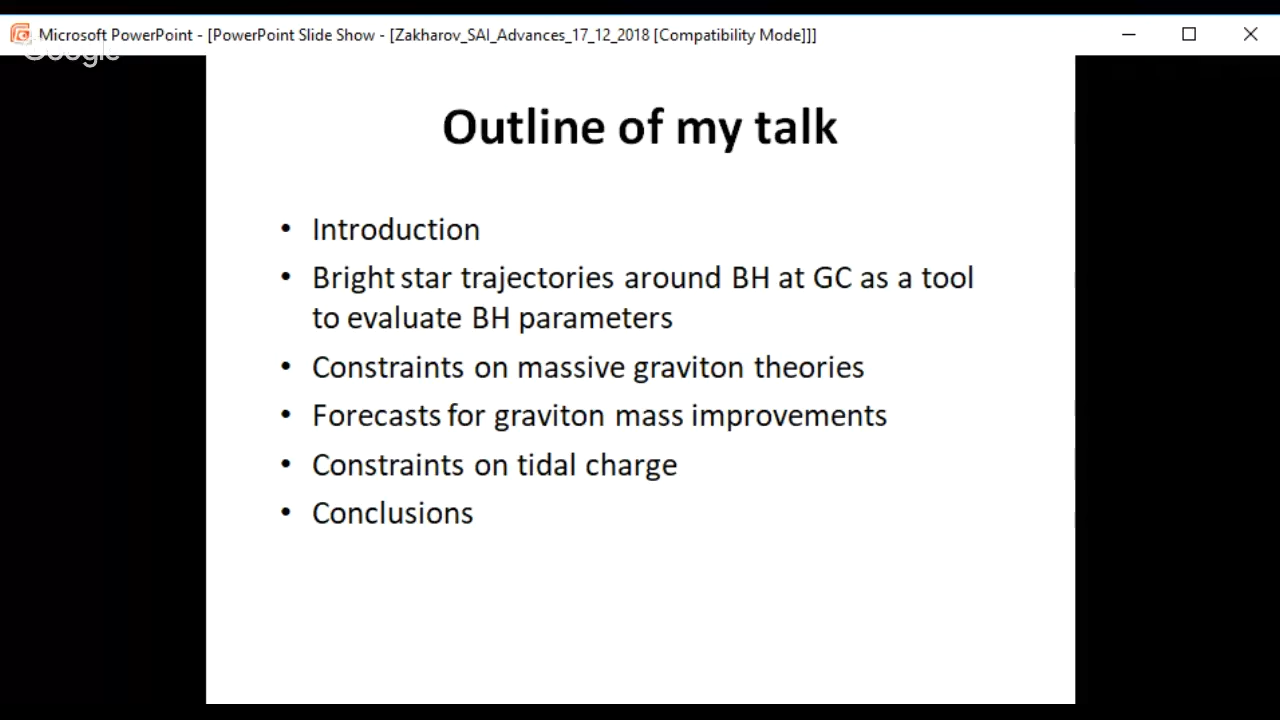 Microsoft PowerPoint - [PowerPoint Slide Show - [Zakharov_SAI_Advances_17_12_2018 [Compatibility Mode]]]
Google
Outline of my talk
• Introduction
• Bright star trajectories around BH at GC as a tool
to evaluate BH parameters
• Constraints on massive graviton theories
• Forecasts for graviton mass improvements
• Constraints on tidal charge
• Conclusions